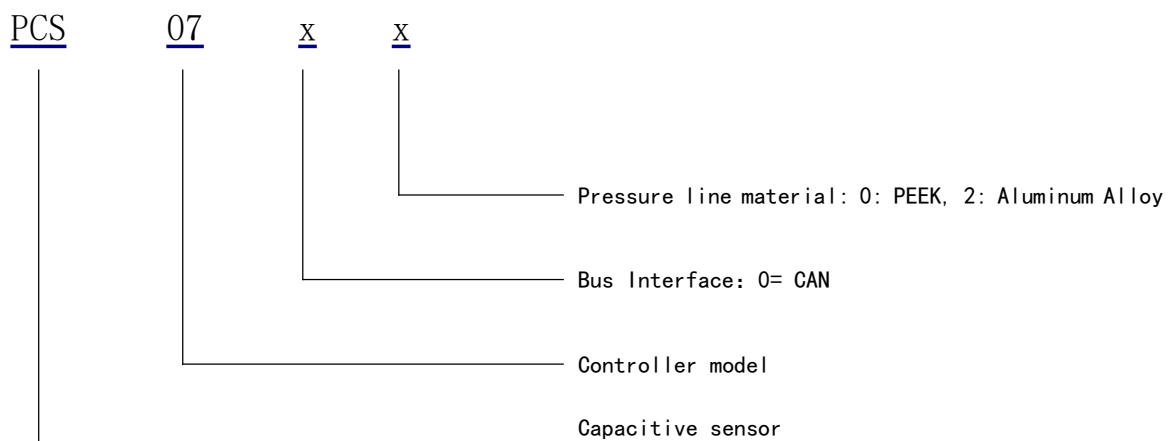 PCS 07 x x
Pressure line material: 0: PEEK, 2: Aluminum Alloy
Bus Interface: 0= CAN
Controller model
Capacitive sensor